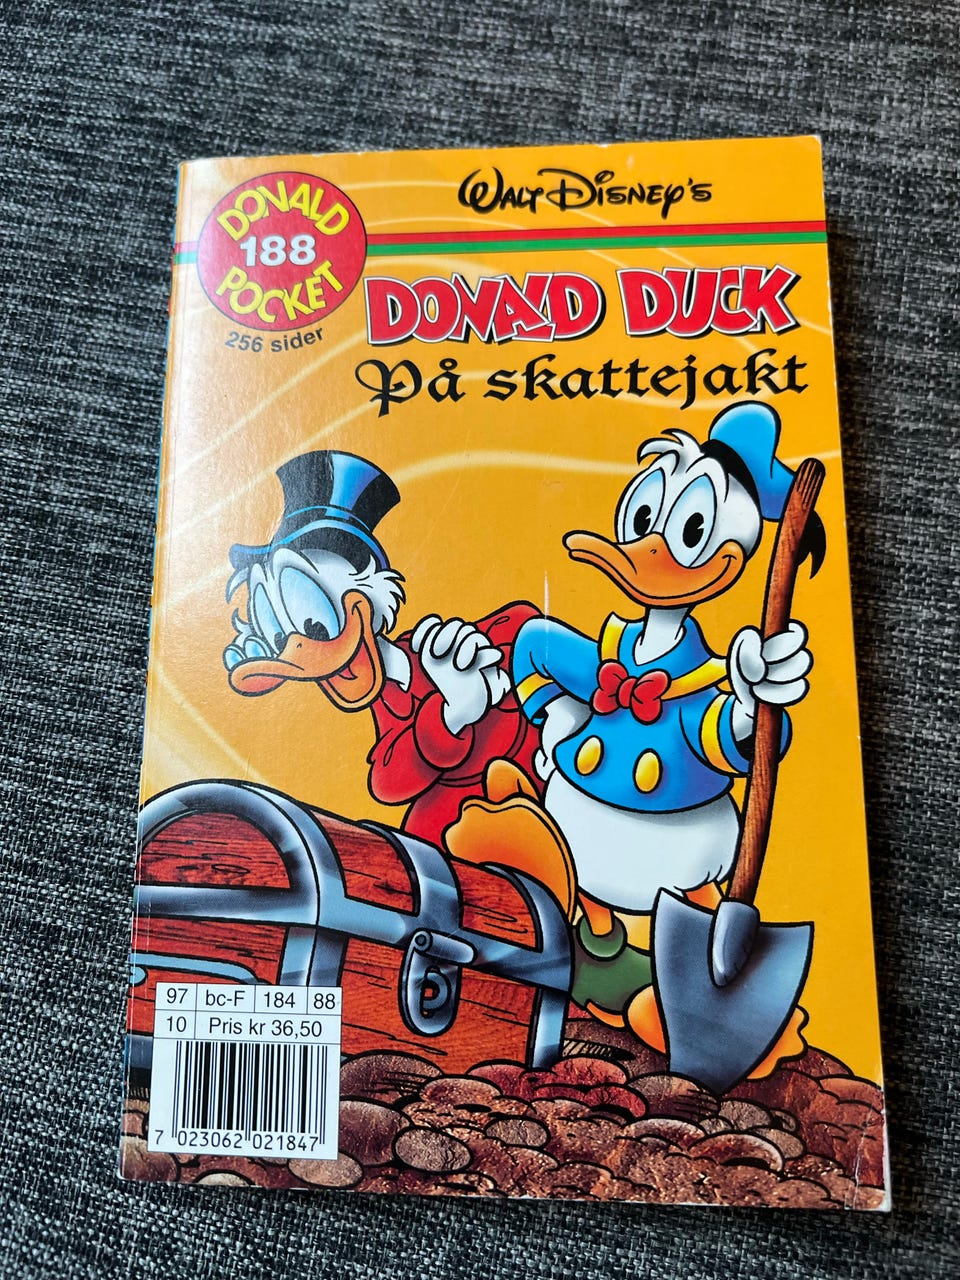 WALT DISNEY'S
DONALD
188
POCKET
256 sider
DONALD DUCK
På skattejakt
97 bc-F 184 88
10 Pris kr 36,50
7 023062 021847